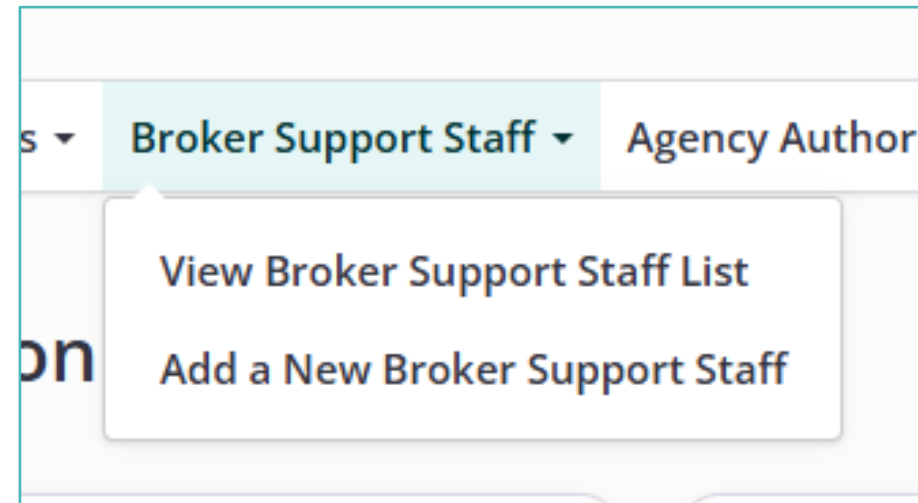 s Broker Support Staff Agency Author
View Broker Support Staff List
on
Add a New Broker Support Staff